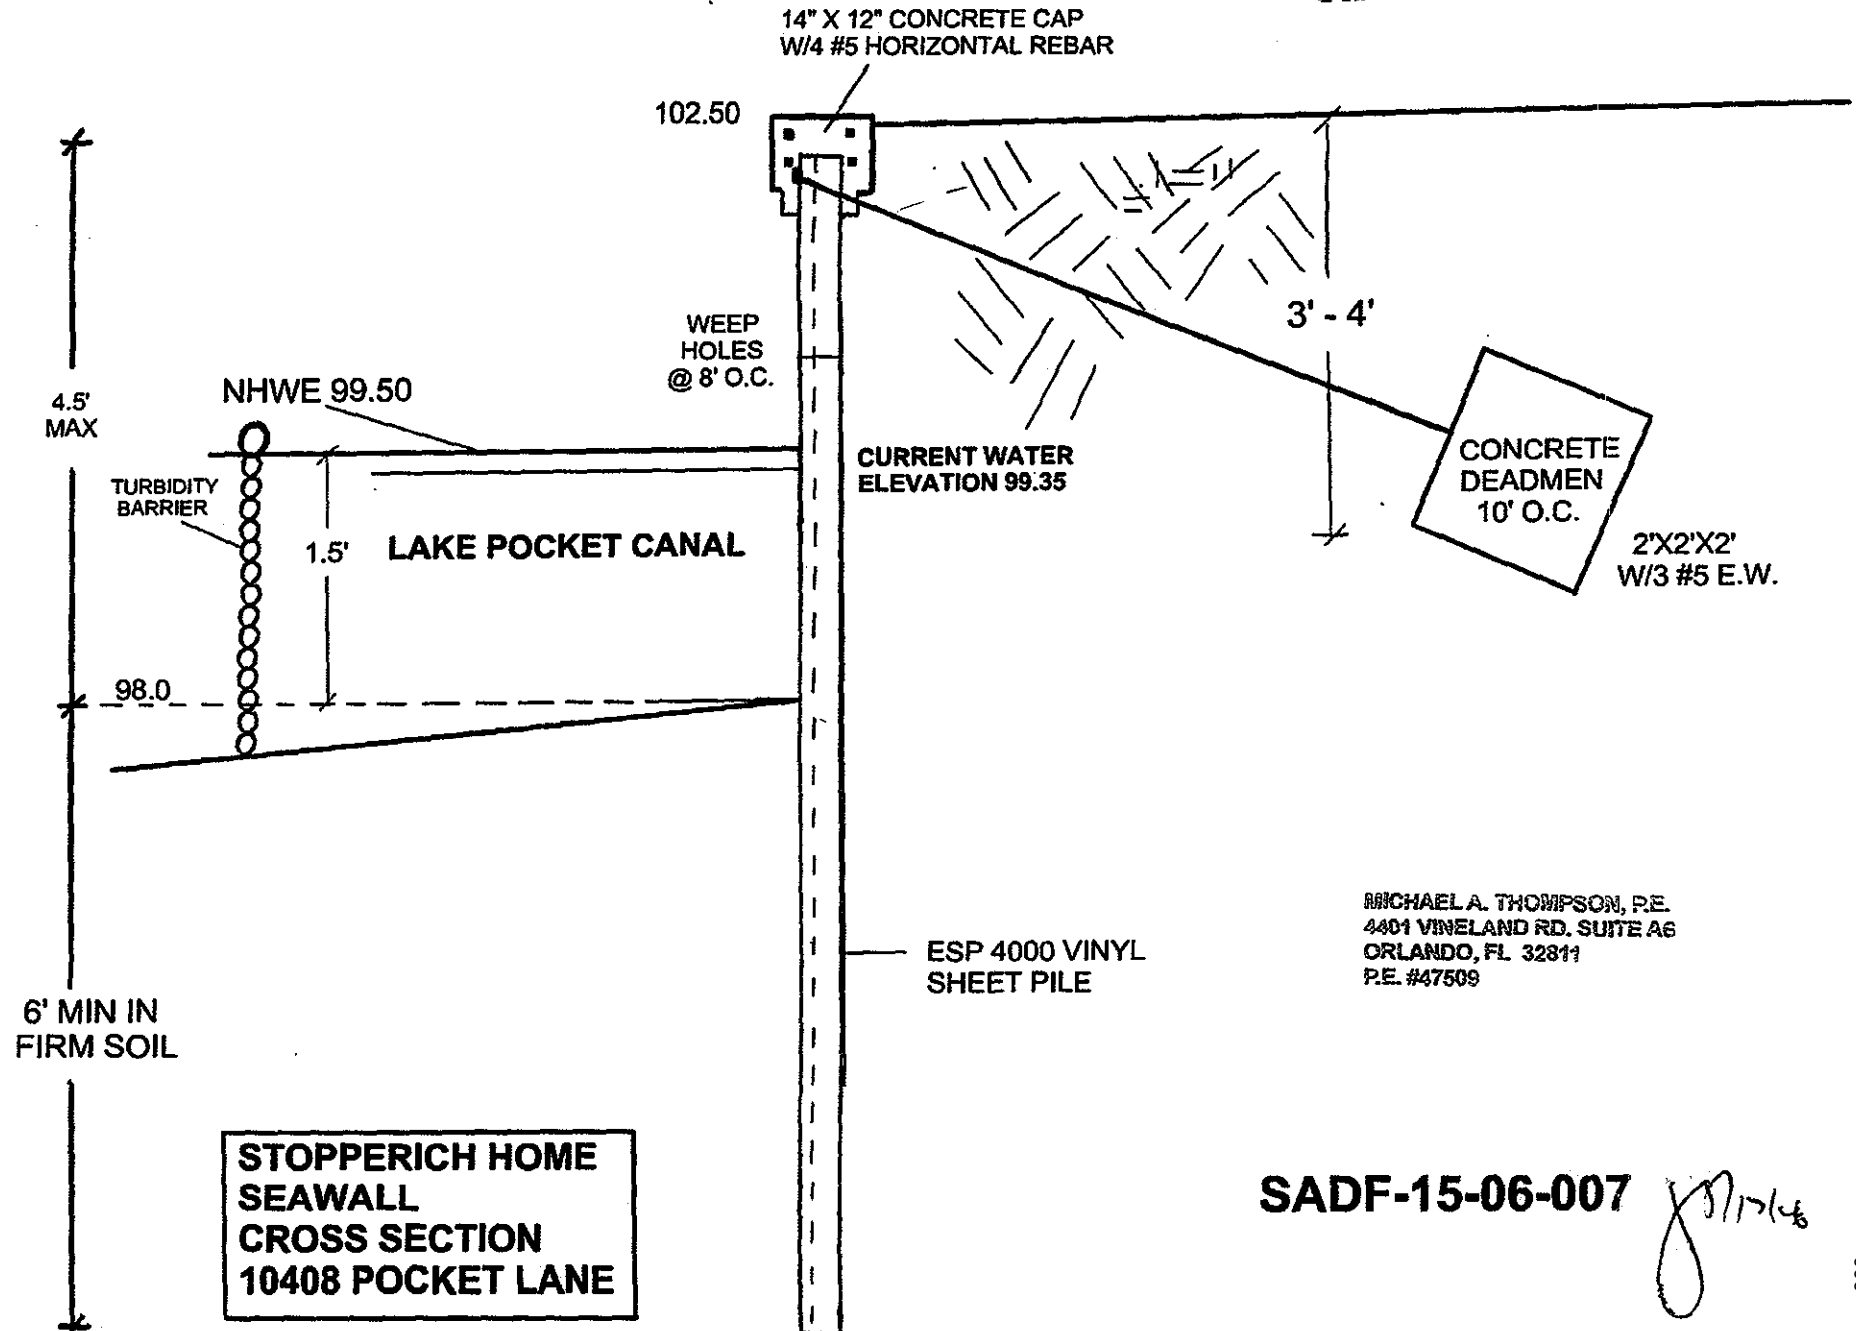 14" X 12" CONCRETE CAP
W/4 #5 HORIZONTAL REBAR
102.50
WEEP
HOLES
@ 8' O.C.
3' - 4'
4.5'
MAX
NHWE 99.50
CURRENT WATER
ELEVATION 99.35
TURBIDITY
BARRIER
1.5'
LAKE POCKET CANAL
CONCRETE
DEADMEN
10' O.C.
2'X2'X2'
W/3 #5 E.W.
98.0
ESP 4000 VINYL
SHEET PILE
MICHAEL A. THOMPSON, P.E.
4401 VINELAND RD. SUITE A6
ORLANDO, FL 32811
P.E. #47509
6' MIN IN
FIRM SOIL
STOPPERICH HOME
SEAWALL
CROSS SECTION
10408 POCKET LANE
SADF-15-06-007